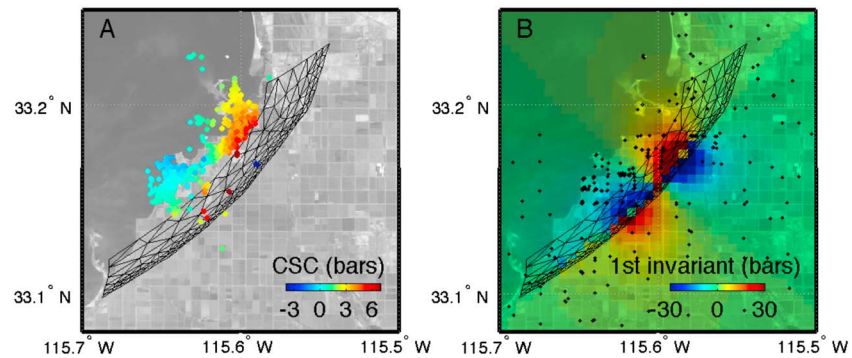 A
B
33.2° N
33.2° N
CSC (bars)
1st invariant (bars)
-3 0 3 6
-30 0 30
33.1° N
33.1° N
115.7° W 115.6° W 115.5° W
115.7° W 115.6° W 115.5° W